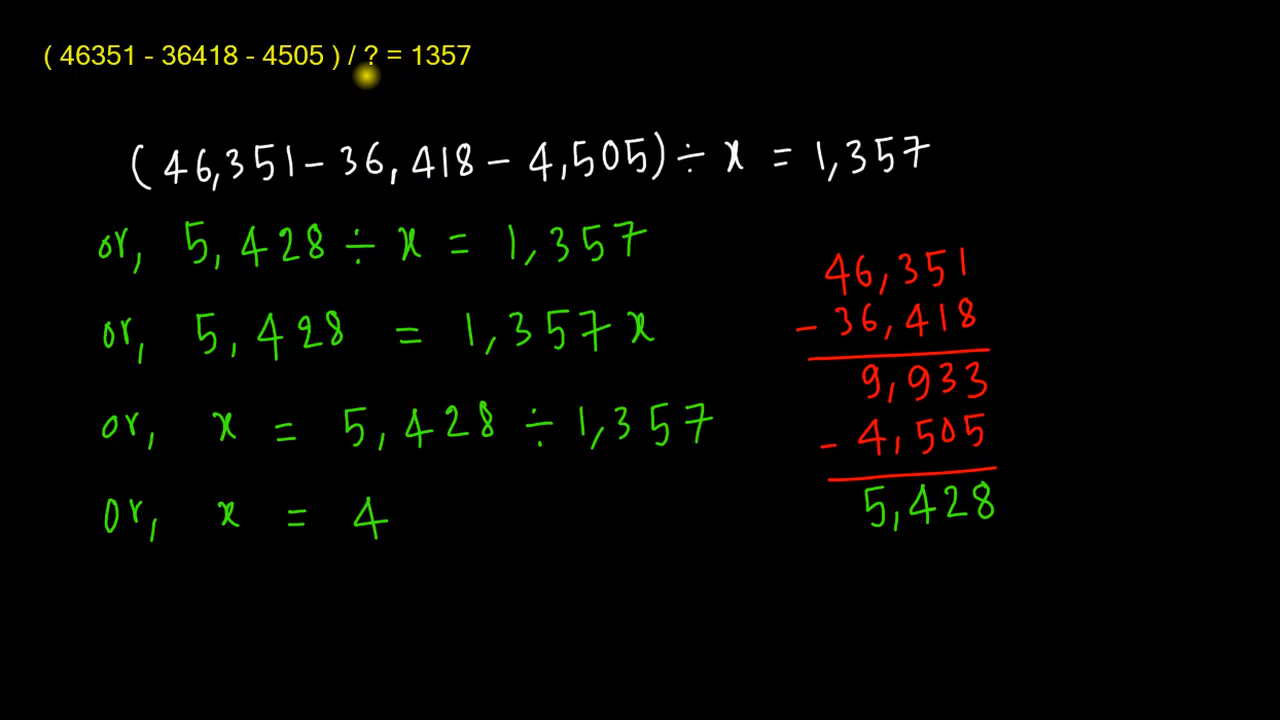 ( 46351 - 36418 - 4505 ) / ? = 1357
(46,351 - 36,418 - 4,505) ÷ x = 1,357
or, 5,428 ÷ x = 1,357
or, 5,428 = 1,357 x
or, x = 5,428 ÷ 1,357
or, x = 4
46,351
- 36,418
9,933
- 4,505
5,428